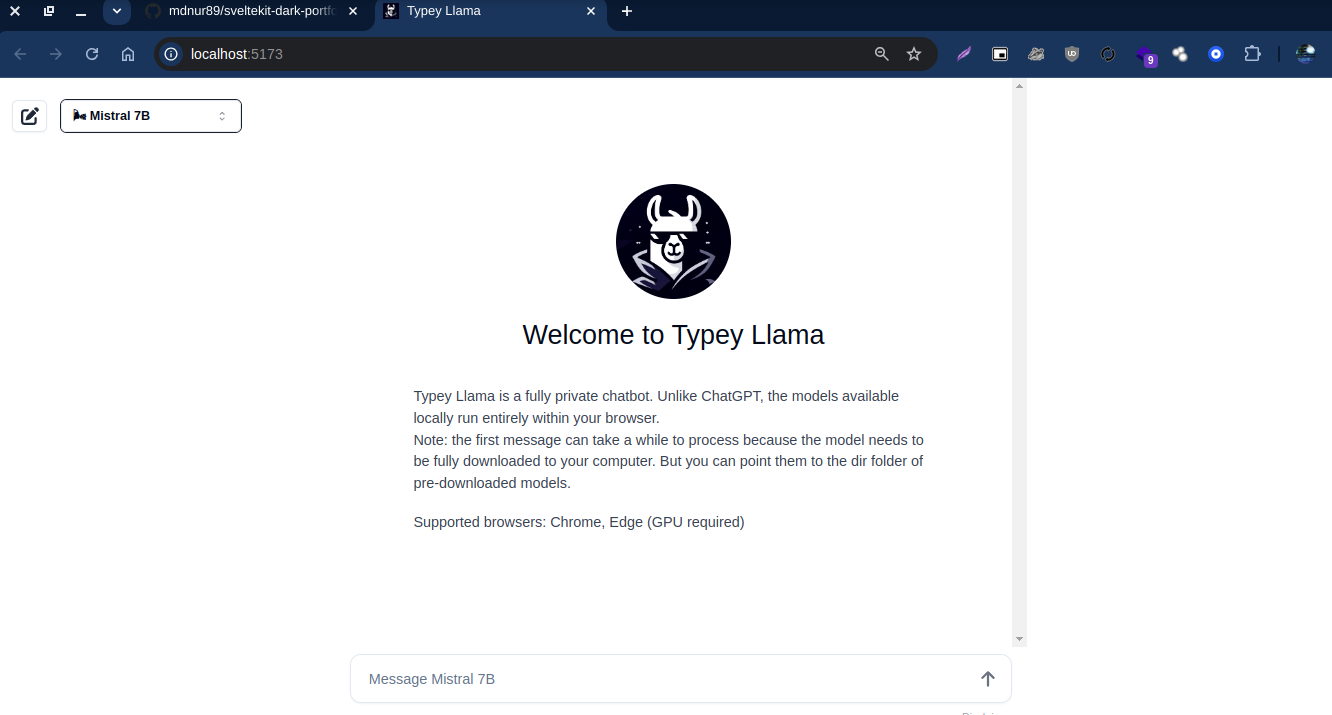 mdnur89/sveltekit-dark-portfo
Typey Llama
localhost:5173
9
Mistral 7B
Welcome to Typey Llama
Typey Llama is a fully private chatbot. Unlike ChatGPT, the models available
locally run entirely within your browser.
Note: the first message can take a while to process because the model needs to
be fully downloaded to your computer. But you can point them to the dir folder of
pre-downloaded models.
Supported browsers: Chrome, Edge (GPU required)
Message Mistral 7B